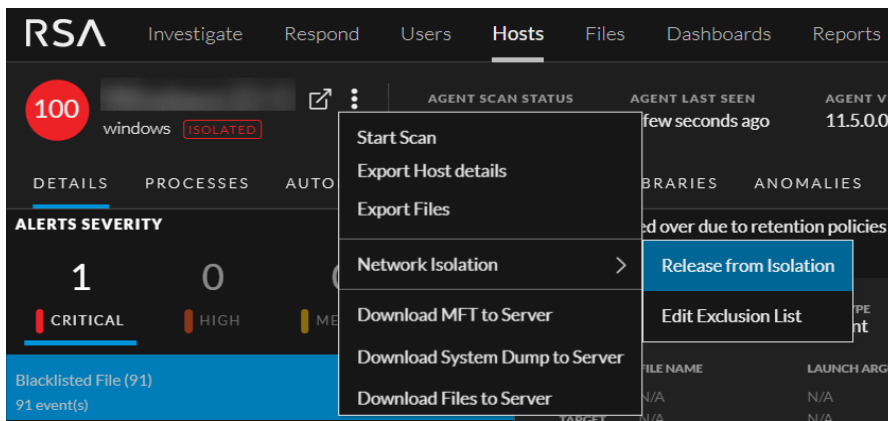 RSA Investigate Respond Users Hosts Files Dashboards Reports
100
windows ISOLATED
AGENT SCAN STATUS AGENT LAST SEEN AGENT V
few seconds ago 11.5.0.0
Start Scan
Export Host details
Export Files
Network Isolation
Download MFT to Server
Download System Dump to Server
Download Files to Server
Release from Isolation
Edit Exclusion List
DETAILS PROCESSES AUTO BRARIES ANOMALIES
ALERTS SEVERITY
ed over due to retention policies
1 0
CRITICAL HIGH ME
Blacklisted File (91)
91 event(s)
PE
nt
FILE NAME LAUNCH ARG
N/A N/A
TARGET N/A N/A